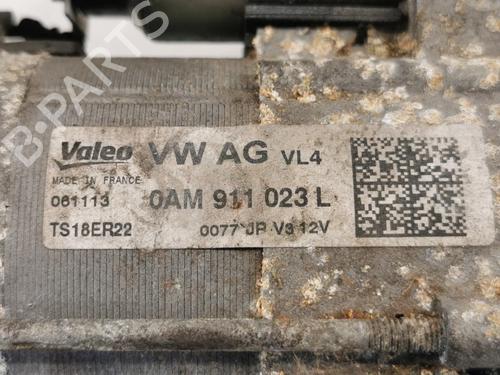 B-PARTS
Valeo VW AG VL4
MADE IN FRANCE
061113 0AM 911 023 L
TS18ER22 0077 JP V3 12V